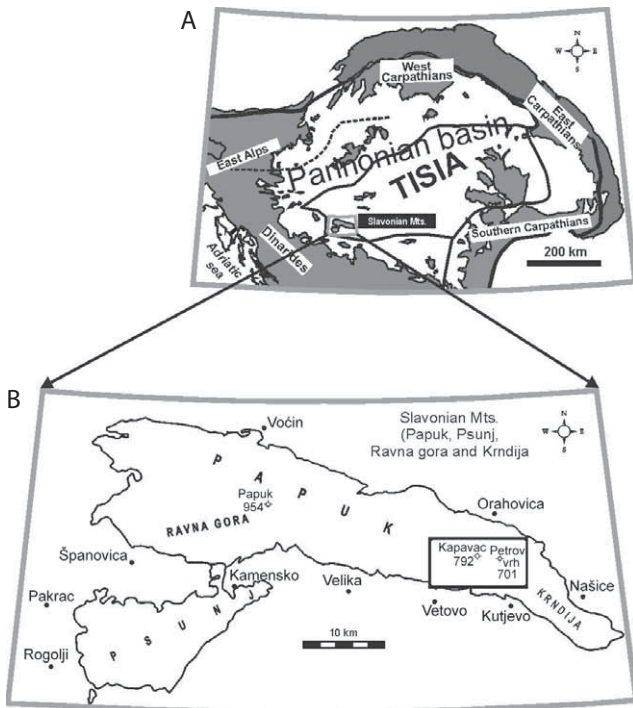 A
N
W E
S
West
Carpathians
East
Carpathians
East Alps
Pannonian basin
TISIA
Slavonian Mts.
Dinarides
Adriatic
sea
Southern Carpathians
200 km
B
Voćin
Slavonian Mts.
(Papuk, Psunj,
Ravna gora and Krndija
N
W E
S
PAPUK
Papuk
954
RAVNA GORA
Orahovica
Kapavac
792
Petrov
vrh
701
Španovica
Kamensko
Velika
Našice
Pakrac
PSUNJ
Vetovo
Kutjevo
KRNDIJA
Rogolji
10 km